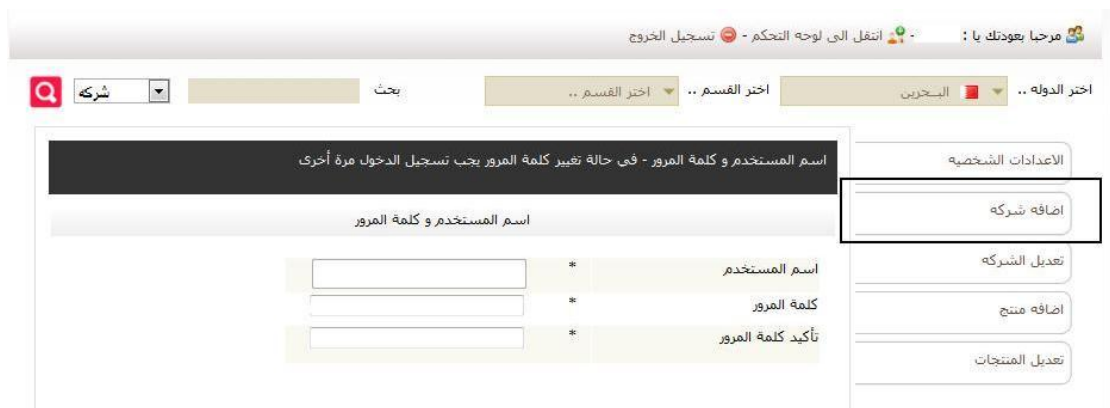 مرحبا بعودتك يا : - انتقل الى لوحه التحكم - تسجيل الخروج
اختر الدوله .. البـحرين اختر القسم .. اختر القسم .. بحث شركه
الاعدادات الشخصيه
اضافه شركه
تعديل الشركه
اضافه منتج
تعديل المنتجات
اسم المستخدم و كلمة المرور - في حالة تغيير كلمة المرور يجب تسجيل الدخول مرة أخرى
اسم المستخدم و كلمة المرور
اسم المستخدم *
كلمة المرور *
تأكيد كلمة المرور *